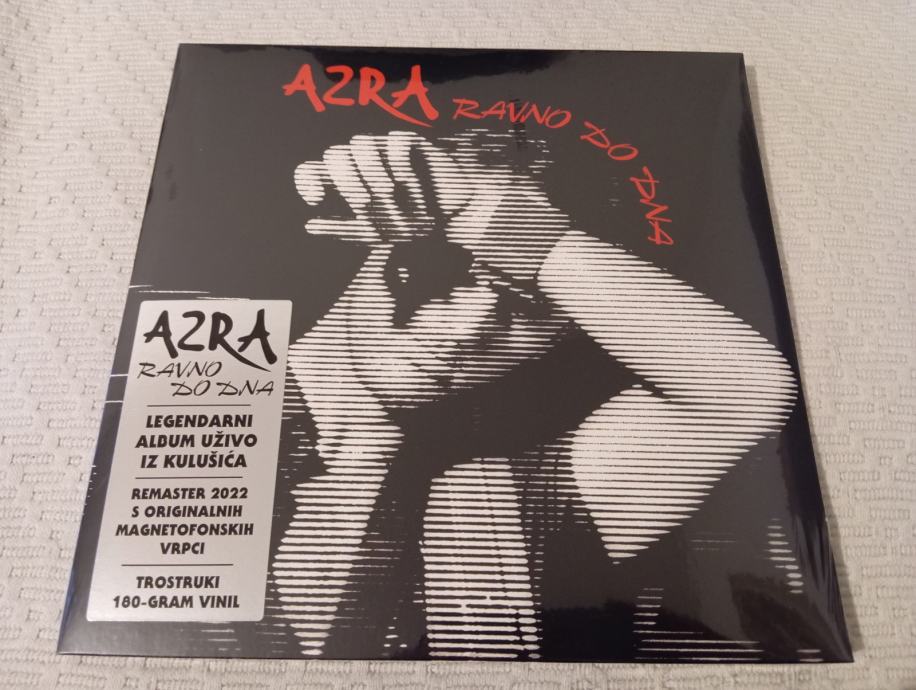 AZRA RAVNO DO DNA
AZRA
RAVNO
DO DNA
LEGENDARNI
ALBUM UŽIVO
IZ KULUŠIĆA
REMASTER 2022
S ORIGINALNIH
MAGNETOFONSKIH
VRPCI
TROSTRUKI
180-GRAM VINIL